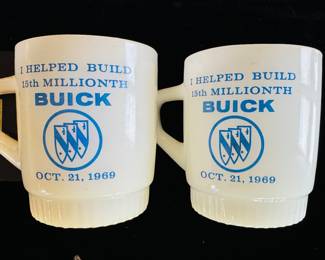 I HELPED BUILD
15th MILLIONTH
BUICK
OCT. 21, 1969
I HELPED BUILD
15th MILLIONTH
BUICK
OCT. 21, 1969